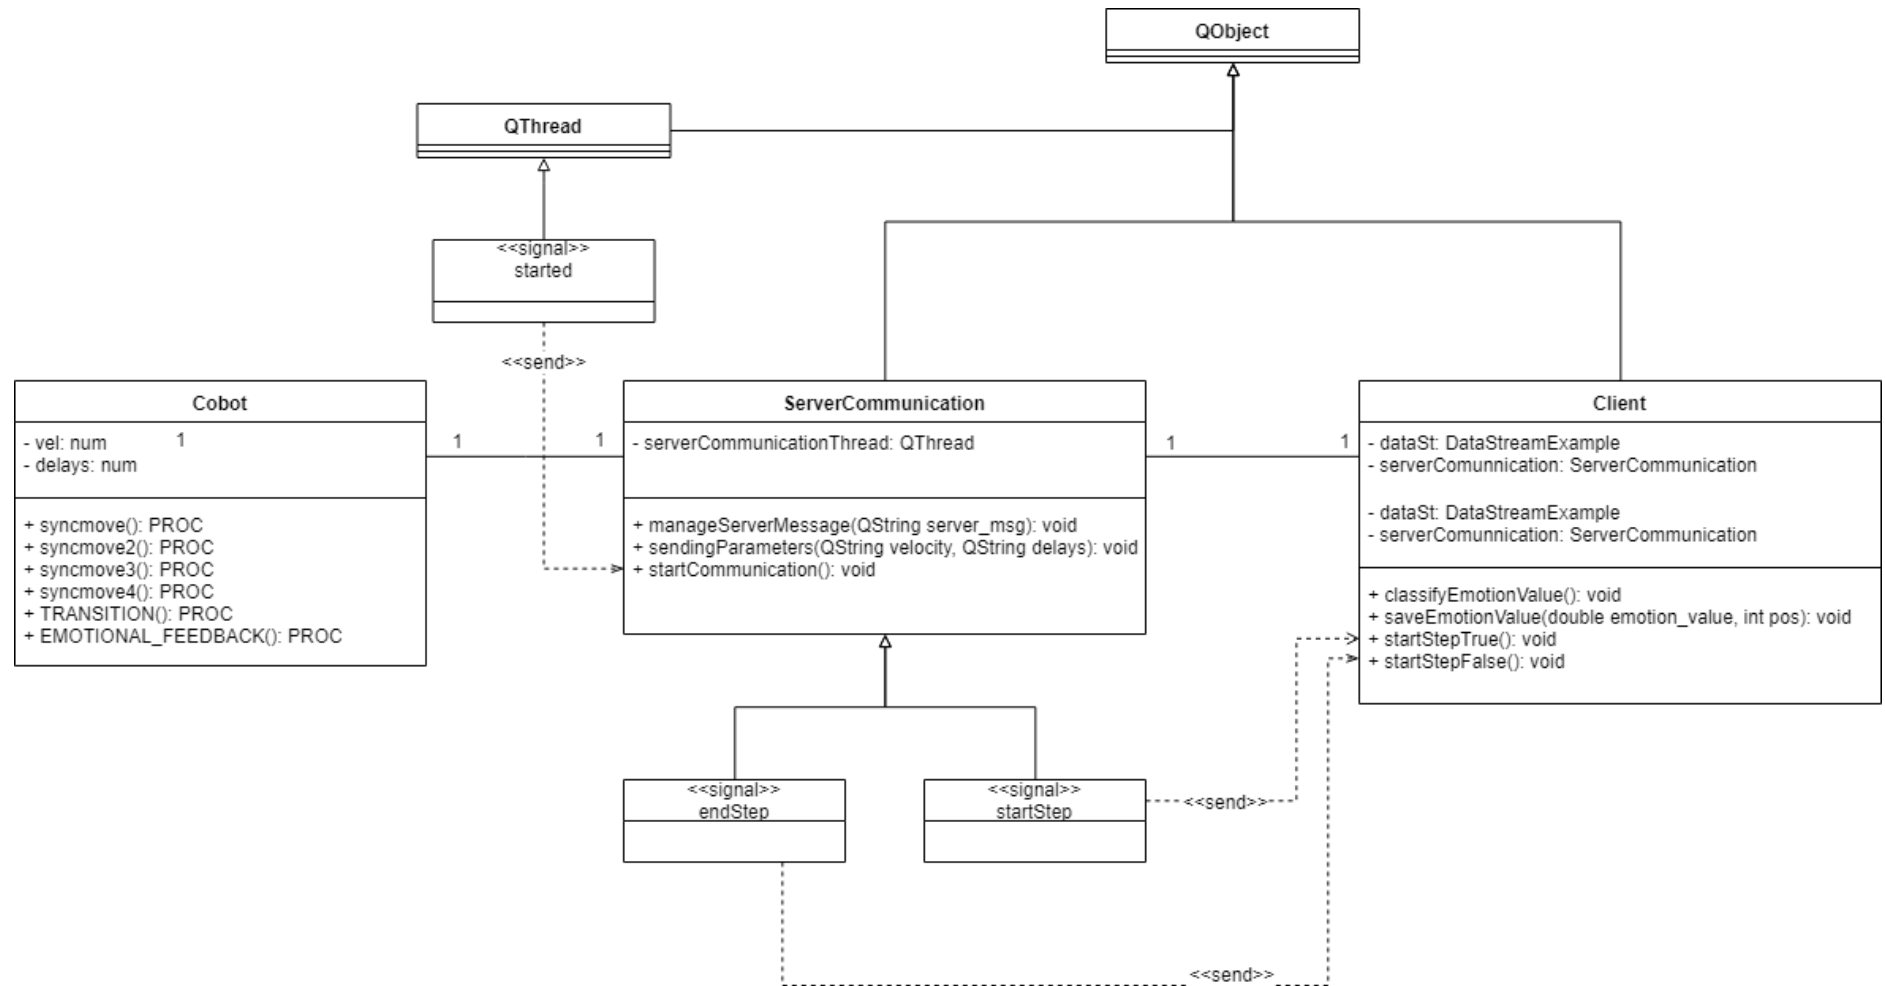 QObject
QThread
<<signal>>
started
<<send>>
Cobot
- vel: num
1
- delays: num
+ syncmove(): PROC
+ syncmove2(): PROC
+ syncmove3(): PROC
+ syncmove4(): PROC
+ TRANSITION(): PROC
+ EMOTIONAL_FEEDBACK(): PROC
1
1
ServerCommunication
- serverCommunicationThread: QThread
+ manageServerMessage(QString server_msg): void
+ sendingParameters(QString velocity, QString delays): void
+ startCommunication(): void
1
1
Client
- dataSt: DataStreamExample
- serverComunnication: ServerCommunication
- dataSt: DataStreamExample
- serverComunnication: ServerCommunication
+ classifyEmotionValue(): void
+ saveEmotionValue(double emotion_value, int pos): void
+ startStepTrue(): void
+ startStepFalse(): void
<<signal>>
endStep
<<signal>>
startStep
<<send>>
<<send>>